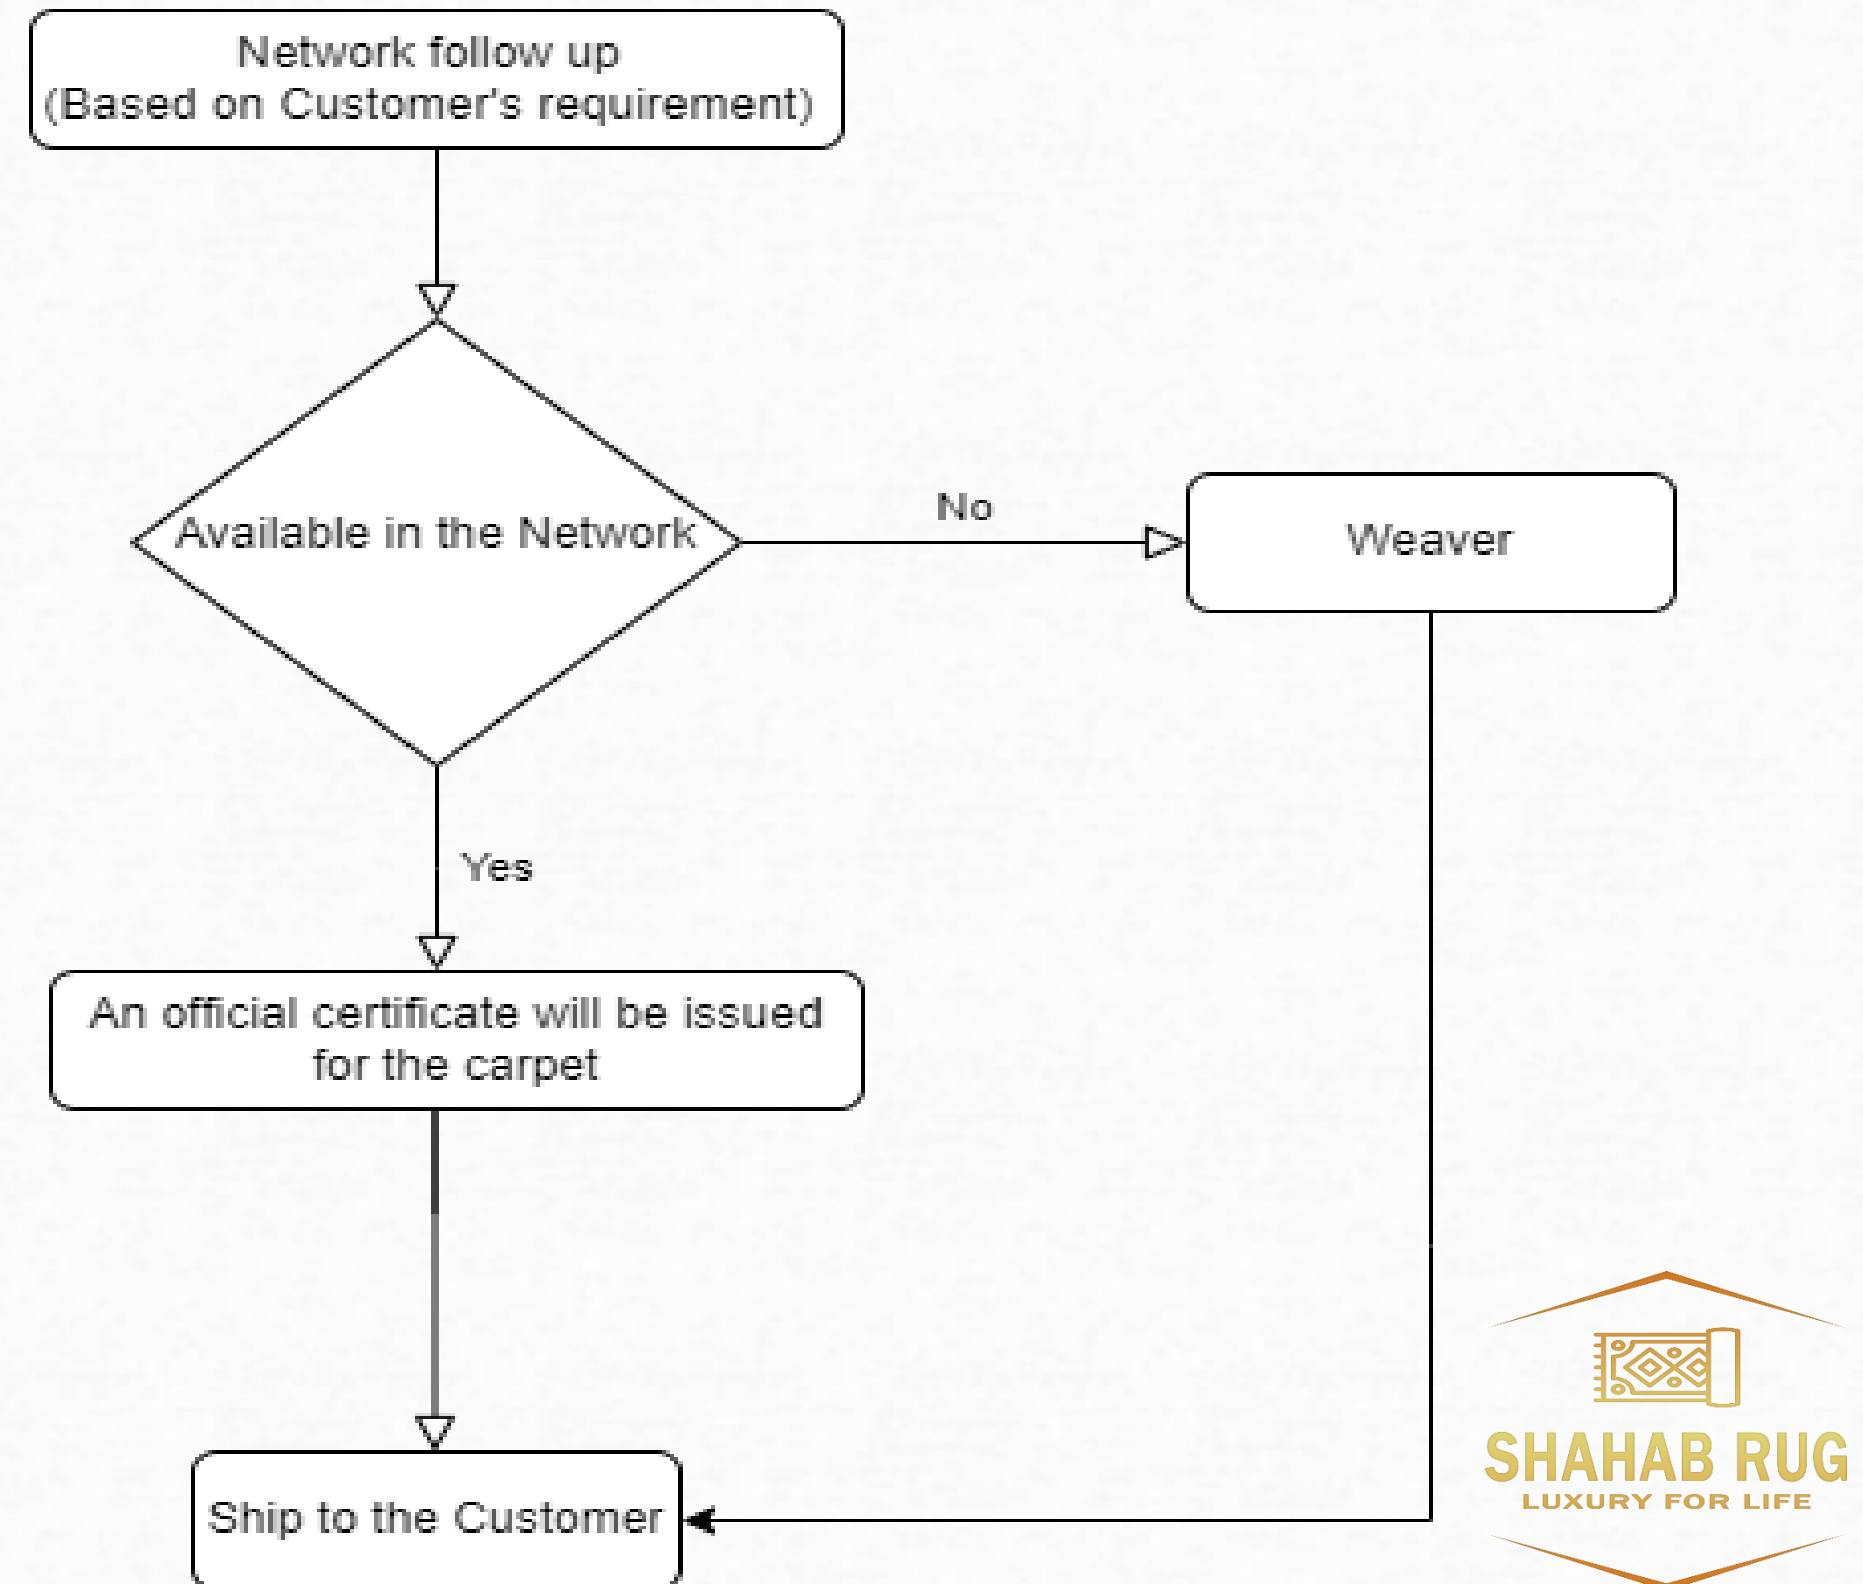 Network follow up
(Based on Customer's requirement)
Available in the Network
No
Weaver
Yes
An official certificate will be issued
for the carpet
Ship to the Customer
SHAHAB RUG
LUXURY FOR LIFE